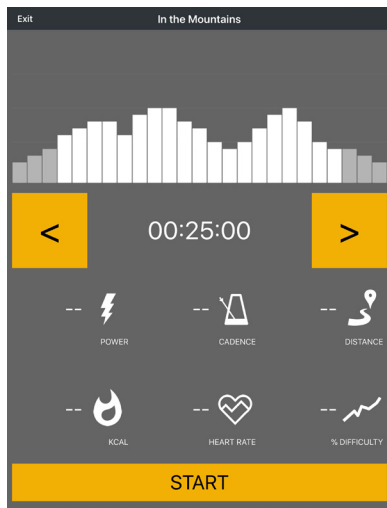 Exit In the Mountains
< 00:25:00 >
-- -- --
POWER CADENCE DISTANCE
-- -- --
KCAL HEART RATE % DIFFICULTY
START